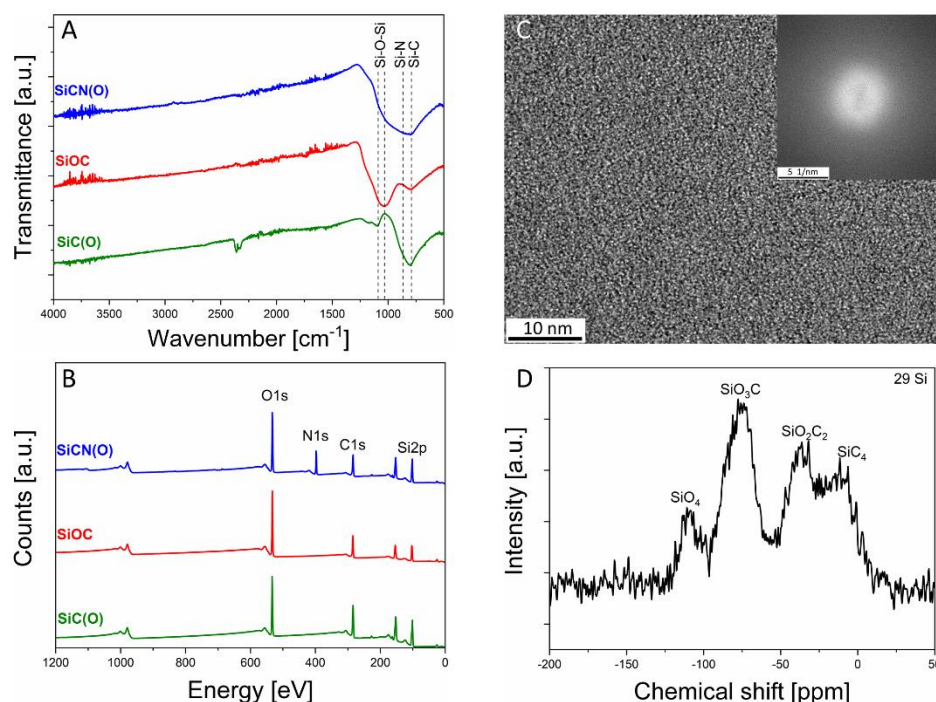 A
Si-O-Si
Si-N
Si-C
SiCN(O)
SiOC
SiC(O)
Transmittance [a.u.]
4000 3500 3000 2500 2000 1500 1000 500
Wavenumber [cm⁻¹]
C
5 1/nm
10 nm
B
O1s
N1s
C1s
Si2p
SiCN(O)
SiOC
SiC(O)
Counts [a.u.]
1200 1000 800 600 400 200 0
Energy [eV]
D
29 Si
SiO₃C
SiO₂C₂
SiC₄
SiO₄
Intensity [a.u.]
-200 -150 -100 -50 0 50
Chemical shift [ppm]